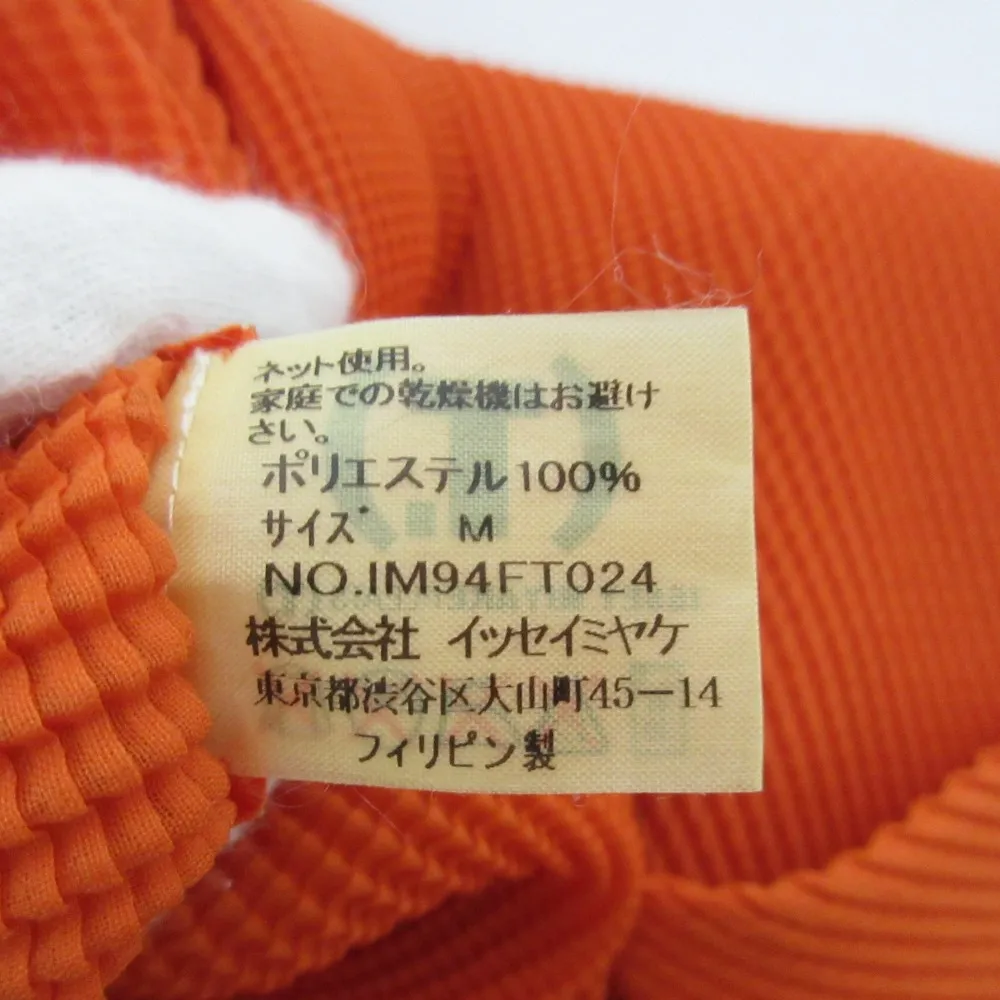 ネット使用。
家庭での乾燥機はお避け
さい。
ポリエステル100%
サイズ M
NO.IM94FT024
株式会社 イッセイミヤケ
東京都渋谷区大山町45ー14
フィリピン製